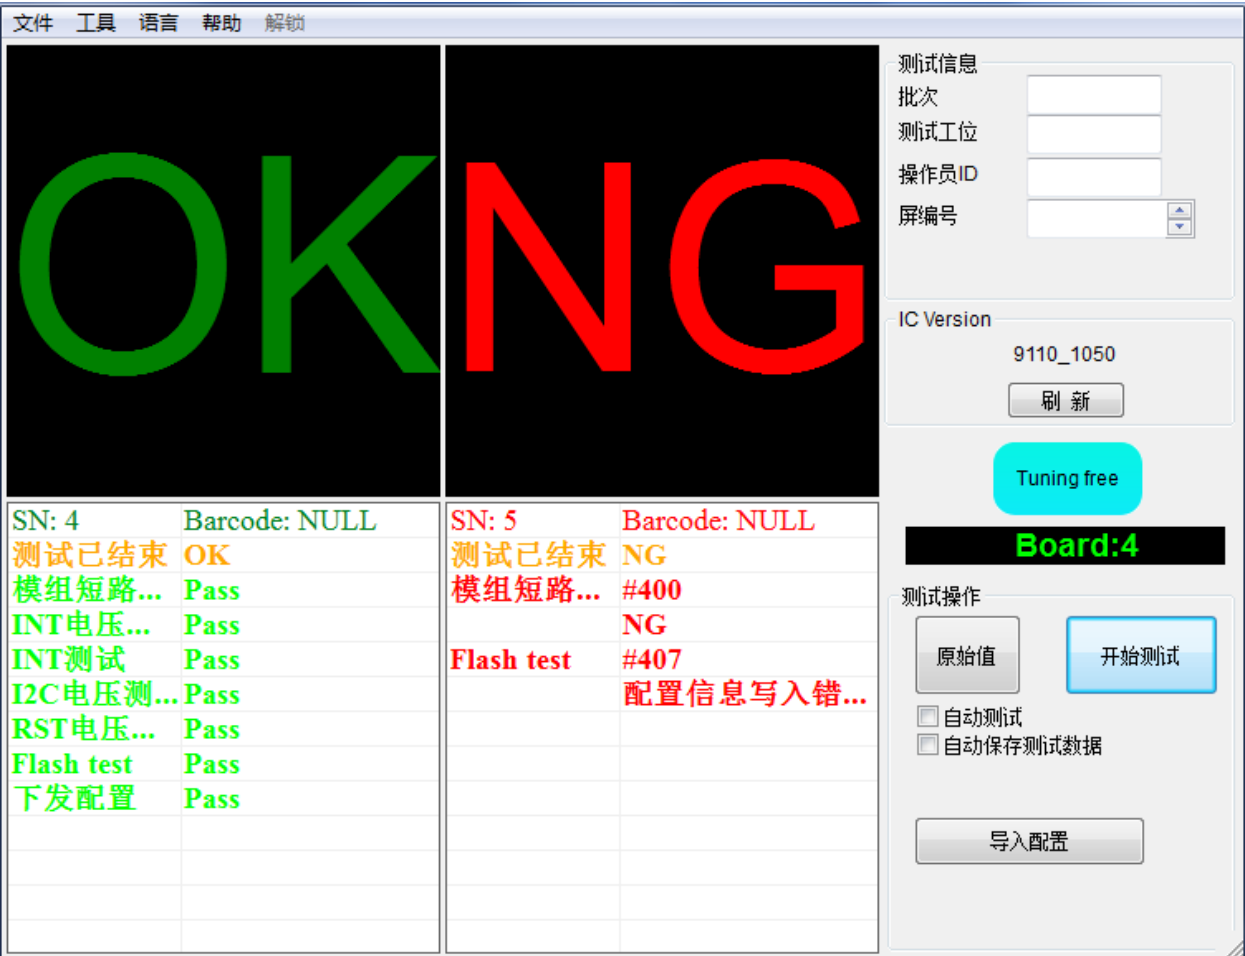 文件 工具 语言 帮助 解锁
OK
NG
SN: 4 Barcode: NULL
测试已结束 OK
模组短路... Pass
INT电压... Pass
INT测试 Pass
I2C电压测... Pass
RST电压... Pass
Flash test Pass
下发配置 Pass
SN: 5 Barcode: NULL
测试已结束 NG
模组短路... #400
NG
Flash test #407
配置信息写入错...
测试信息
批次
测试工位
操作员ID
屏编号
IC Version
9110_1050
刷 新
Tuning free
Board:4
测试操作
原始值 开始测试
自动测试
自动保存测试数据
导入配置